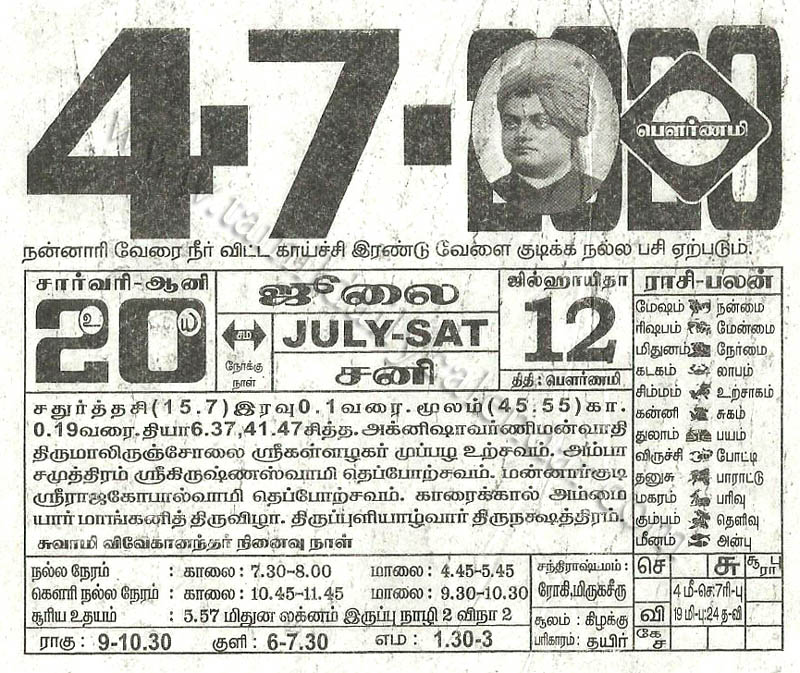 4-7-2020
பௌர்ணமி
நன்னாரி வேரை நீர் விட்ட காய்ச்சி இரண்டு வேளை குடிக்க நல்ல பசி ஏற்படும்.
சார்வரி-ஆனி
20
உ ய
ஜூலை
சம
நோக்கு நாள்
JULY-SAT
சனி
ஜில்ஹாயிதா
12
திதி: பௌர்ணமி
ராசி-பலன்
மேஷம் நன்மை
ரிஷபம் மேன்மை
மிதுனம் நேர்மை
கடகம் லாபம்
சிம்மம் உற்சாகம்
கன்னி சுகம்
துலாம் பயம்
விருச்சி போட்டி
தனுசு பாராட்டு
மகரம் பரிவு
கும்பம் தெளிவு
மீனம் அன்பு
சதுர்த்தசி(15.7)இரவு0.1வரை.மூலம்(45.55)கா.
0.19வரை.தியா6.37,41.47சித்த.அக்னிஷாவர்ணிமன்வாதி
திருமாலிருஞ்சோலை ஸ்ரீகள்ளழகர் முப்பழ உற்சவம். அம்பா
சமுத்திரம் ஸ்ரீகிருஷ்ணஸ்வாமி தெப்போற்சவம். மன்னார்குடி
ஸ்ரீராஜகோபால்வாமி தெப்போற்சவம். காரைக்கால் அம்மை
யார் மாங்கனித் திருவிழா. திருப்புளியாழ்வார் திருநக்ஷத்திரம்.
சுவாமி விவேகானந்தர் நினைவு நாள்
நல்ல நேரம் : காலை: 7.30-8.00 மாலை: 4.45-5.45
கௌரி நல்ல நேரம் : காலை: 10.45-11.45 மாலை: 9.30-10.30
சூரிய உதயம் : 5.57 மிதுன லக்னம் இருப்பு நாழி 2 விநா 2
ராகு: 9-10.30 குளி: 6-7.30 எம: 1.30-3
சந்திராஷ்டமம்:
ரோகி,மிருகசீரு
சூலம் : கிழக்கு
பரிகாரம்: தயிர்
செ சு சூ பு
ரா
4 மீ-செ:7ரி-பு
வி 19 மி-பு:24 த-வி
கே
ச